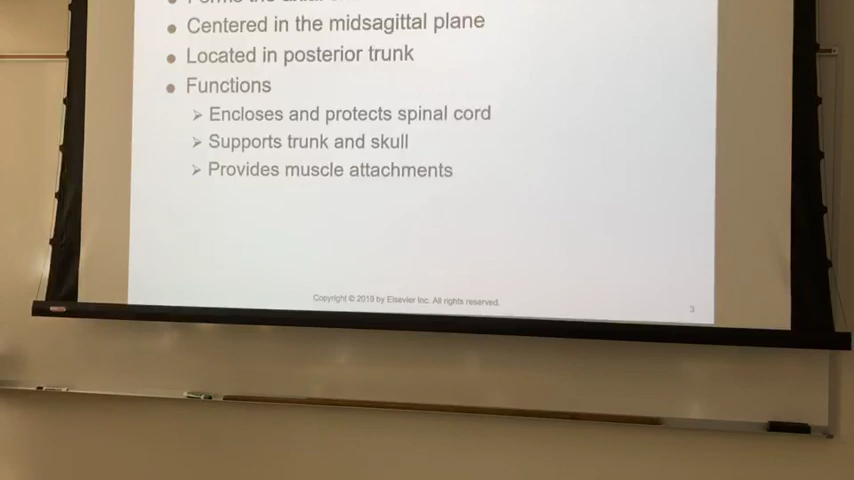 Centered in the midsagittal plane
Located in posterior trunk
Functions
Encloses and protects spinal cord
Supports trunk and skull
Provides muscle attachments
Copyright © 2019 by Elsevier Inc. All rights reserved.
3